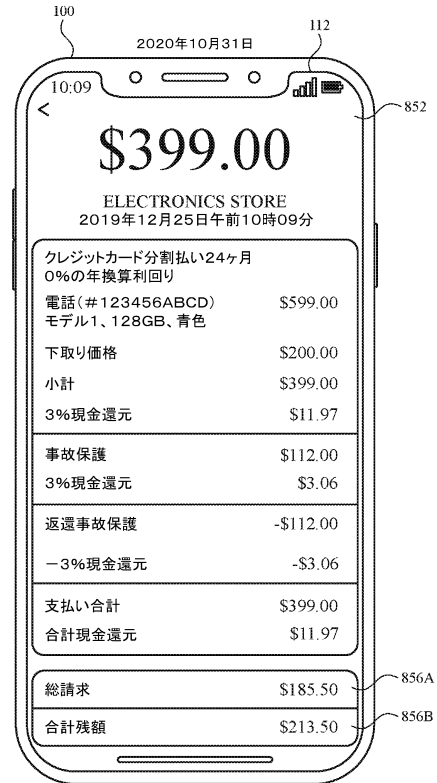 100
112
2020年10月31日
10:09
852
<
$399.00
ELECTRONICS STORE
2019年12月25日午前10時09分
クレジットカード分割払い24ヶ月
0%の年換算利回り
電話(#123456ABCD) $599.00
モデル1、128GB、青色
下取り価格 $200.00
小計 $399.00
3%現金還元 $11.97
事故保護 $112.00
3%現金還元 $3.06
返還事故保護 -$112.00
－3%現金還元 -$3.06
支払い合計 $399.00
合計現金還元 $11.97
総請求 $185.50 856A
合計残額 $213.50 856B